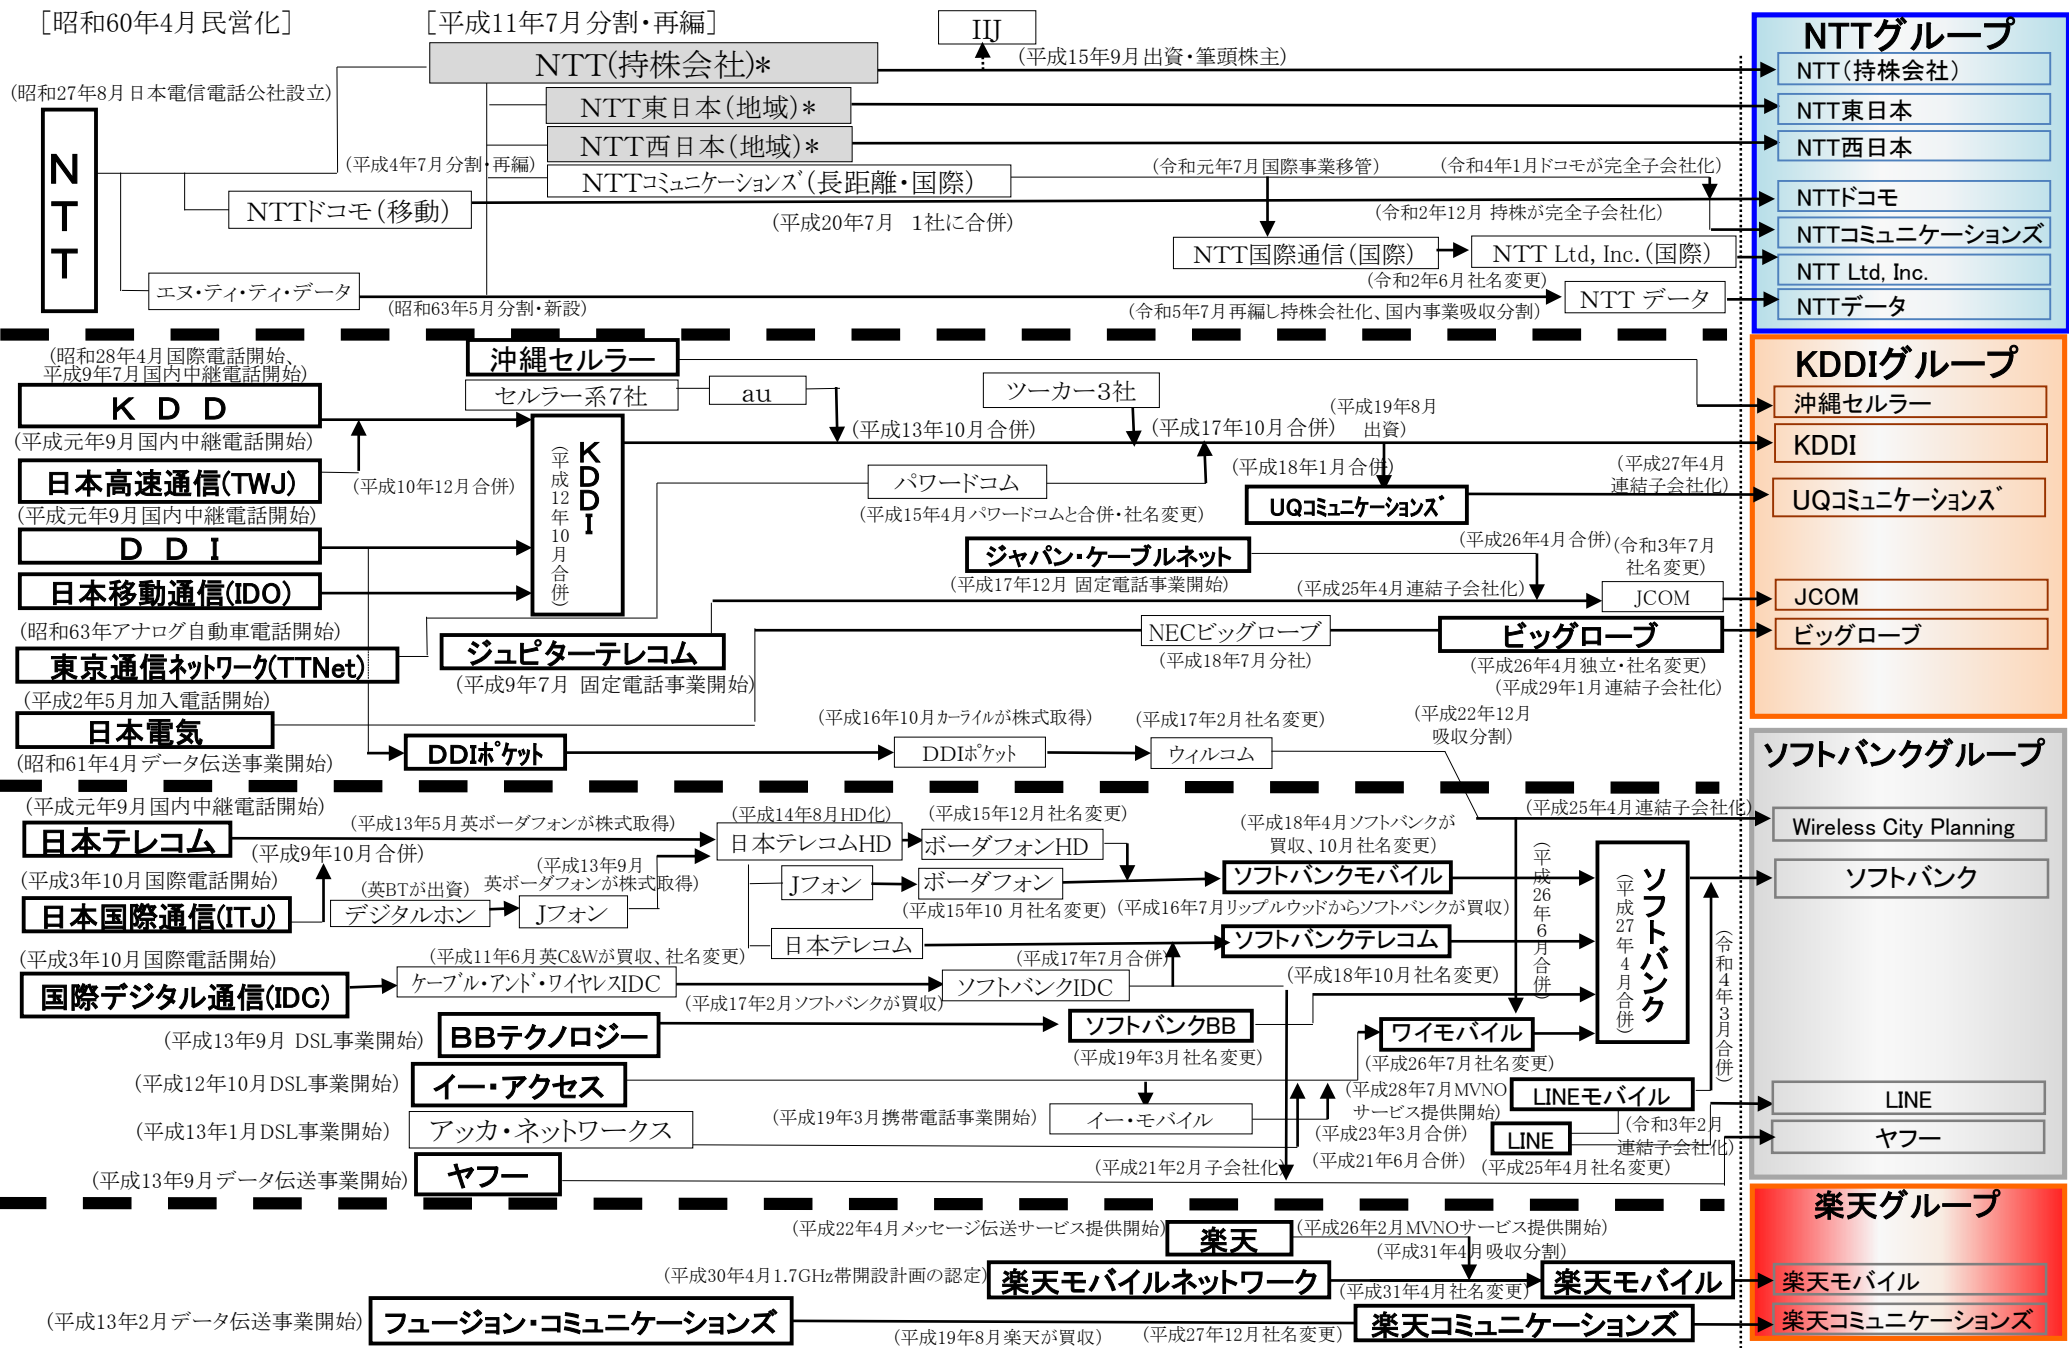 ［昭和60年4月民営化］
［平成11年7月分割・再編］
IIJ
(平成15年9月出資・筆頭株主)
NTT(持株会社)*
(昭和27年8月日本電信電話公社設立)
NTT
NTT東日本(地域)*
NTT西日本(地域)*
(平成4年7月分割・再編)
NTTコミュニケーションズ(長距離・国際)
(令和元年7月国際事業移管)
(令和4年1月ドコモが完全子会社化)
NTTドコモ(移動)
(平成20年7月　1社に合併)
(令和2年12月 持株が完全子会社化)
NTT国際通信(国際)
NTT Ltd, Inc.(国際)
(令和2年6月社名変更)
エヌ・ティ・ティ・データ
(昭和63年5月分割・新設)
NTT データ
(令和5年7月再編し持株会社化、国内事業吸収分割)
NTTグループ
NTT(持株会社)
NTT東日本
NTT西日本
NTTドコモ
NTTコミュニケーションズ
NTT Ltd, Inc.
NTTデータ
(昭和28年4月国際電話開始、
平成9年7月国内中継電話開始)
KDD
沖縄セルラー
セルラー系7社
au
ツーカー3社
(平成13年10月合併)
(平成17年10月合併)
(平成19年8月
出資)
(平成元年9月国内中継電話開始)
日本高速通信(TWJ)
(平成10年12月合併)
KDDI
(平成12年10月合併)
パワードコム
(平成18年1月合併)
(平成15年4月パワードコムと合併・社名変更)
UQコミュニケーションズ
(平成27年4月
連結子会社化)
(平成元年9月国内中継電話開始)
DDI
日本移動通信(IDO)
(昭和63年アナログ自動車電話開始)
ジャパン・ケーブルネット
(平成17年12月 固定電話事業開始)
(平成26年4月合併)
(令和3年7月
社名変更)
(平成25年4月連結子会社化)
JCOM
東京通信ネットワーク(TTNet)
ジュピターテレコム
(平成9年7月 固定電話事業開始)
NECビッグローブ
(平成18年7月分社)
ビッグローブ
(平成26年4月独立・社名変更)
(平成29年1月連結子会社化)
(平成2年5月加入電話開始)
日本電気
(昭和61年4月データ伝送事業開始)
DDIポケット
(平成16年10月カーライルが株式取得)
DDIポケット
(平成17年2月社名変更)
ウィルコム
(平成22年12月
吸収分割)
KDDIグループ
沖縄セルラー
KDDI
UQコミュニケーションズ
JCOM
ビッグローブ
(平成元年9月国内中継電話開始)
日本テレコム
(平成13年5月英ボーダフォンが株式取得)
(平成9年10月合併)
(平成14年8月HD化)
日本テレコムHD
(平成15年12月社名変更)
ボーダフォンHD
(平成18年4月ソフトバンクが
買収、10月社名変更)
(平成25年4月連結子会社化)
(平成3年10月国際電話開始)
日本国際通信(ITJ)
(英BTが出資)
デジタルホン
(平成13年9月
英ボーダフォンが株式取得)
Jフォン
Jフォン
ボーダフォン
(平成15年10 月社名変更)
ソフトバンクモバイル
(平成16年7月リップルウッドからソフトバンクが買収)
日本テレコム
ソフトバンクテレコム
(平成26年6月合併)
ソフトバンク
(平成27年4月合併)
(令和4年3月合併)
(平成3年10月国際電話開始)
国際デジタル通信(IDC)
(平成11年6月英C&Wが買収、社名変更)
ケーブル・アンド・ワイヤレスIDC
(平成17年2月ソフトバンクが買収)
ソフトバンクIDC
(平成17年7月合併)
(平成18年10月社名変更)
(平成13年9月 DSL事業開始)
BBテクノロジー
ソフトバンクBB
(平成19年3月社名変更)
ワイモバイル
(平成26年7月社名変更)
(平成12年10月DSL事業開始)
イー・アクセス
(平成19年3月携帯電話事業開始)
イー・モバイル
(平成28年7月MVNO
サービス提供開始)
LINEモバイル
(平成13年1月DSL事業開始)
アッカ・ネットワークス
(平成23年3月合併)
LINE
(令和3年2月
連結子会社化)
(平成13年9月データ伝送事業開始)
ヤフー
(平成21年2月子会社化)
(平成21年6月合併)
(平成25年4月社名変更)
ソフトバンクグループ
Wireless City Planning
ソフトバンク
LINE
ヤフー
(平成22年4月メッセージ伝送サービス提供開始)
楽天
(平成26年2月MVNOサービス提供開始)
(平成31年4月吸収分割)
(平成30年4月1.7GHz帯開設計画の認定)
楽天モバイルネットワーク
(平成31年4月社名変更)
楽天モバイル
(平成13年2月データ伝送事業開始)
フュージョン・コミュニケーションズ
(平成19年8月楽天が買収)
(平成27年12月社名変更)
楽天コミュニケーションズ
楽天グループ
楽天モバイル
楽天コミュニケーションズ